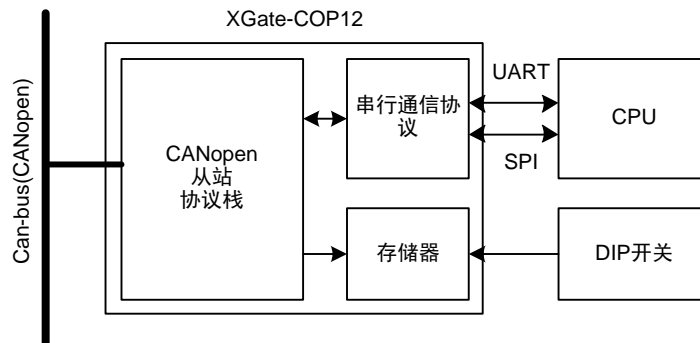 XGate-COP12
Can-bus(CANopen)
CANopen
从站
协议栈
串行通信协
议
UART
SPI
CPU
存储器
DIP开关